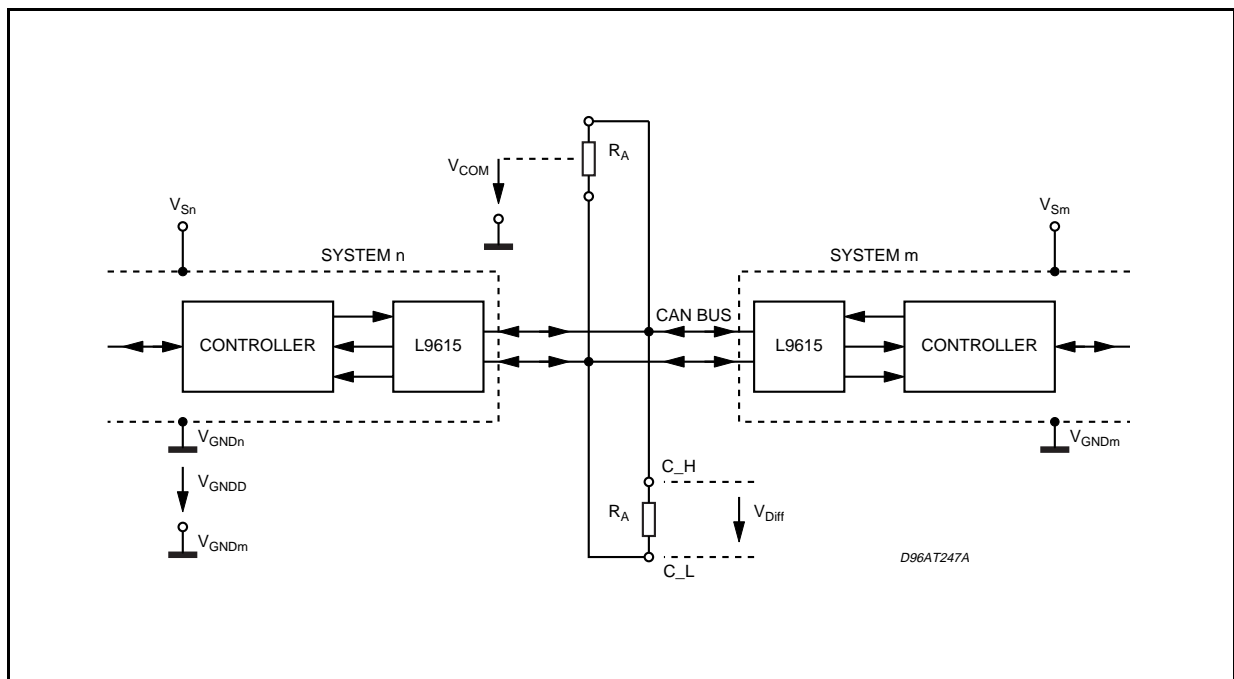 R_A
V_COM
V_Sn
V_Sm
SYSTEM n
SYSTEM m
CAN BUS
CONTROLLER
L9615
L9615
CONTROLLER
V_GNDn
V_GNDm
V_GNDD
V_GNDm
C_H
R_A
V_Diff
C_L
D96AT247A